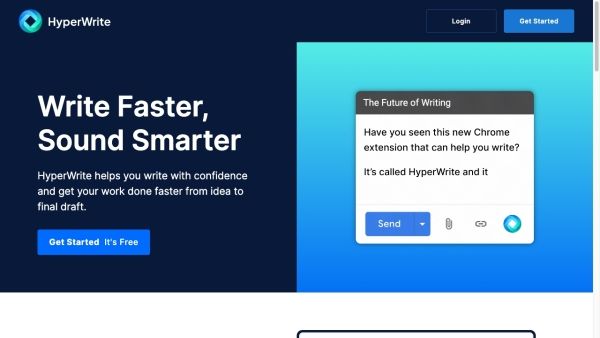 HyperWrite
Login
Get Started
Write Faster,
Sound Smarter
HyperWrite helps you write with confidence
and get your work done faster from idea to
final draft.
Get Started It's Free
The Future of Writing
Have you seen this new Chrome
extension that can help you write?
It's called HyperWrite and it
Send